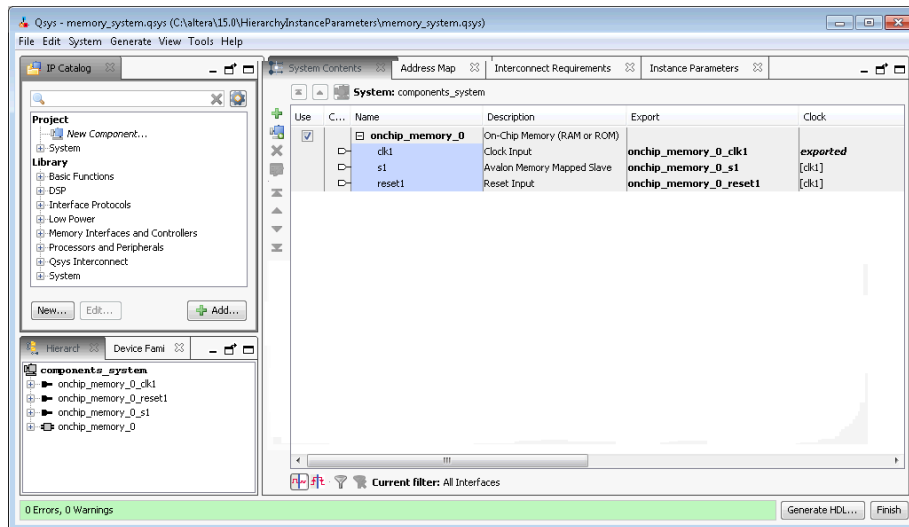 Qsys - memory_system.qsys (C:\altera\15.0\HierarchyInstanceParameters\memory_system.qsys)
File Edit System Generate View Tools Help
IP Catalog
Project
New Component...
System
Library
Basic Functions
DSP
Interface Protocols
Low Power
Memory Interfaces and Controllers
Processors and Peripherals
Qsys Interconnect
System
New... Edit... Add...
Hierarch Device Fami
components_system
onchip_memory_0_clk1
onchip_memory_0_reset1
onchip_memory_0_s1
onchip_memory_0
System Contents Address Map Interconnect Requirements Instance Parameters
System: components_system
Use C... Name Description Export Clock
onchip_memory_0 On-Chip Memory (RAM or ROM)
clk1 Clock Input onchip_memory_0_clk1 exported
s1 Avalon Memory Mapped Slave onchip_memory_0_s1 [clk1]
reset1 Reset Input onchip_memory_0_reset1 [clk1]
Current filter: All Interfaces
0 Errors, 0 Warnings
Generate HDL... Finish